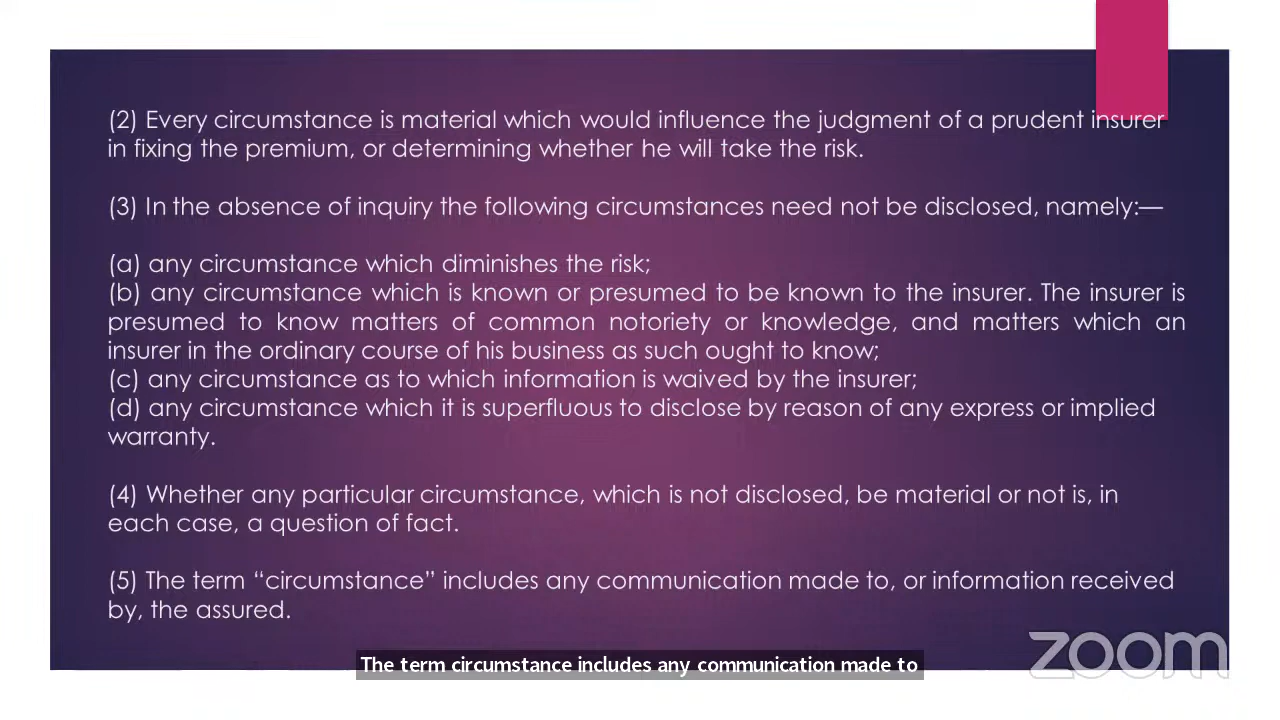 (2) Every circumstance is material which would influence the judgment of a prudent insurer
in fixing the premium, or determining whether he will take the risk.
(3) In the absence of inquiry the following circumstances need not be disclosed, namely:—
(a) any circumstance which diminishes the risk;
(b) any circumstance which is known or presumed to be known to the insurer. The insurer is
presumed to know matters of common notoriety or knowledge, and matters which an
insurer in the ordinary course of his business as such ought to know;
(c) any circumstance as to which information is waived by the insurer;
(d) any circumstance which it is superfluous to disclose by reason of any express or implied
warranty.
(4) Whether any particular circumstance, which is not disclosed, be material or not is, in
each case, a question of fact.
(5) The term “circumstance” includes any communication made to, or information received
by, the assured.
zoom
The term circumstance includes any communication made to